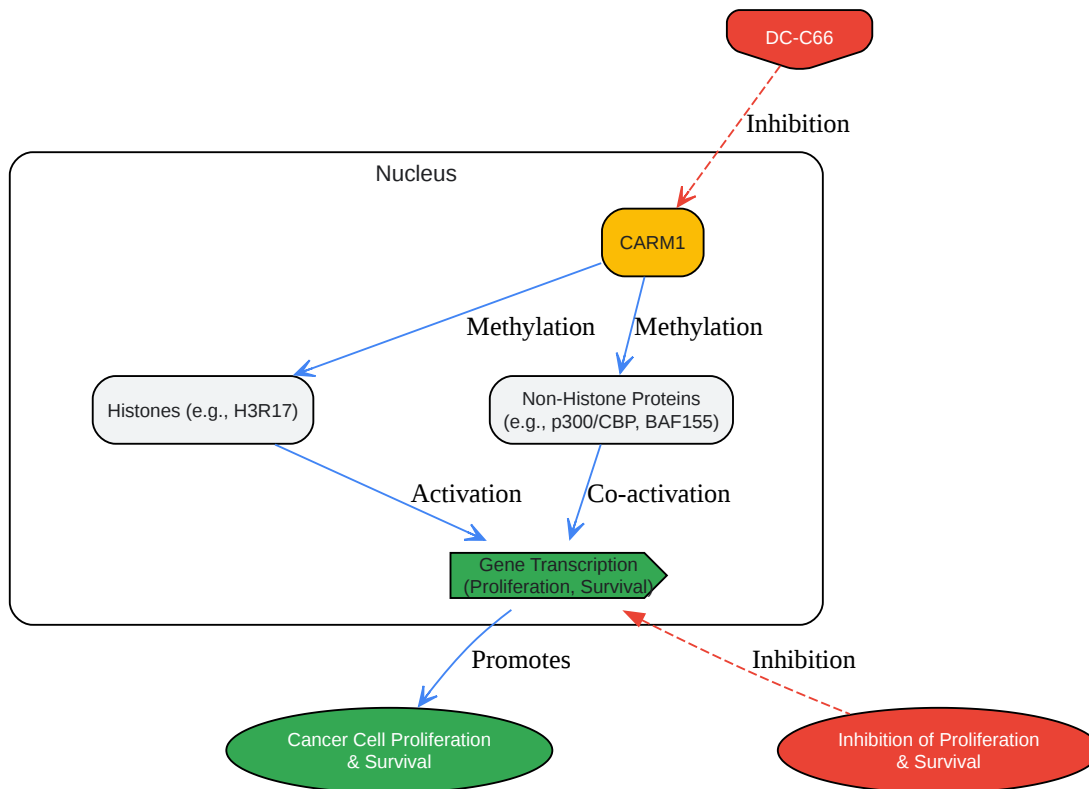 DC-C66
Inhibition
Nucleus
CARM1
Methylation
Methylation
Histones (e.g., H3R17)
Non-Histone Proteins
(e.g., p300/CBP, BAF155)
Activation
Co-activation
Gene Transcription
(Proliferation, Survival)
Promotes
Inhibition
Cancer Cell Proliferation
& Survival
Inhibition of Proliferation
& Survival